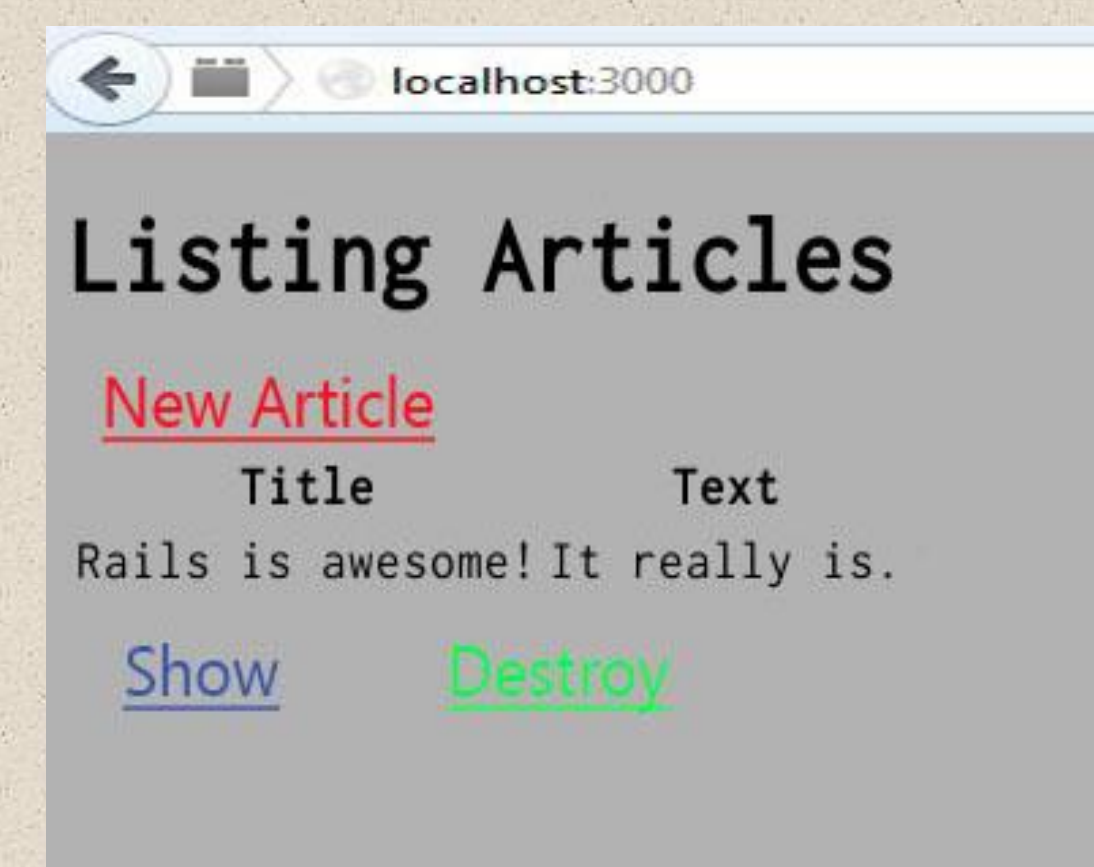 localhost:3000
Listing Articles
New Article
Title Text
Rails is awesome! It really is.
Show Destroy